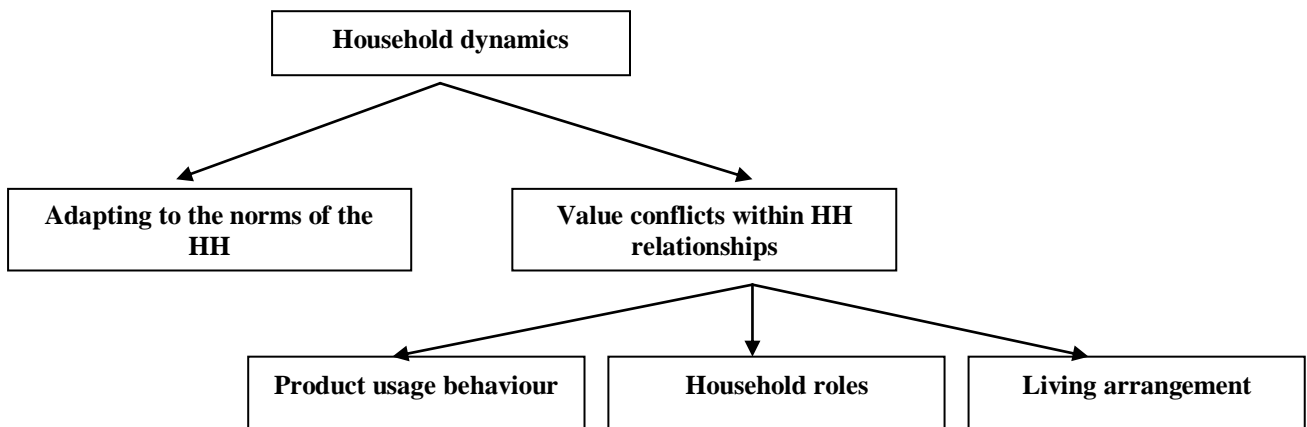 Household dynamics
Adapting to the norms of the
HH
Value conflicts within HH
relationships
Product usage behaviour
Household roles
Living arrangement